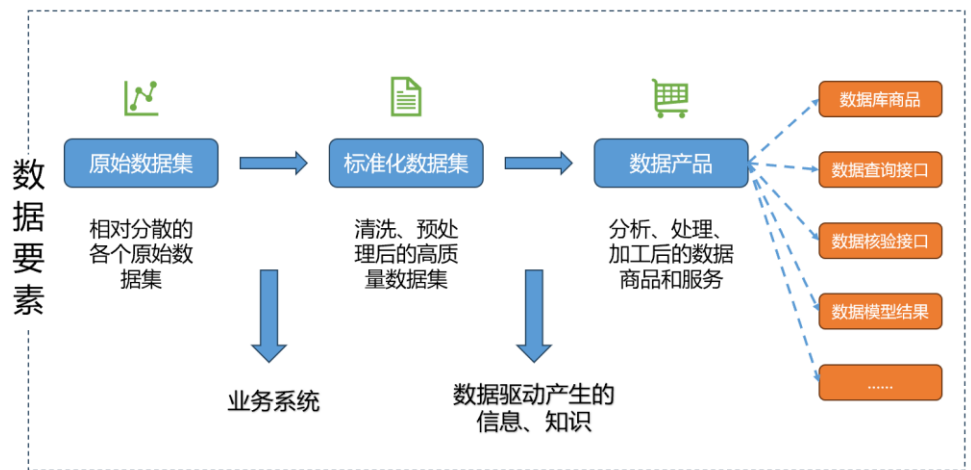 数据要素
原始数据集
标准化数据集
数据产品
相对分散的
各个原始数
据集
清洗、预处
理后的高质
量数据集
分析、处理、
加工后的数据
商品和服务
业务系统
数据驱动产生的
信息、知识
数据库商品
数据查询接口
数据核验接口
数据模型结果
......